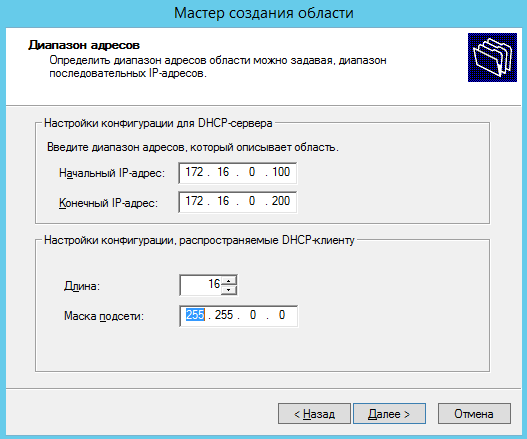 Мастер создания области
Диапазон адресов
Определить диапазон адресов области можно задавая, диапазон
последовательных IP-адресов.
Настройки конфигурации для DHCP-сервера
Введите диапазон адресов, который описывает область.
Начальный IP-адрес: 172 . 16 . 0 . 100
Конечный IP-адрес: 172 . 16 . 0 . 200
Настройки конфигурации, распространяемые DHCP-клиенту
Длина: 16
Маска подсети: 255 . 255 . 0 . 0
< Назад Далее > Отмена